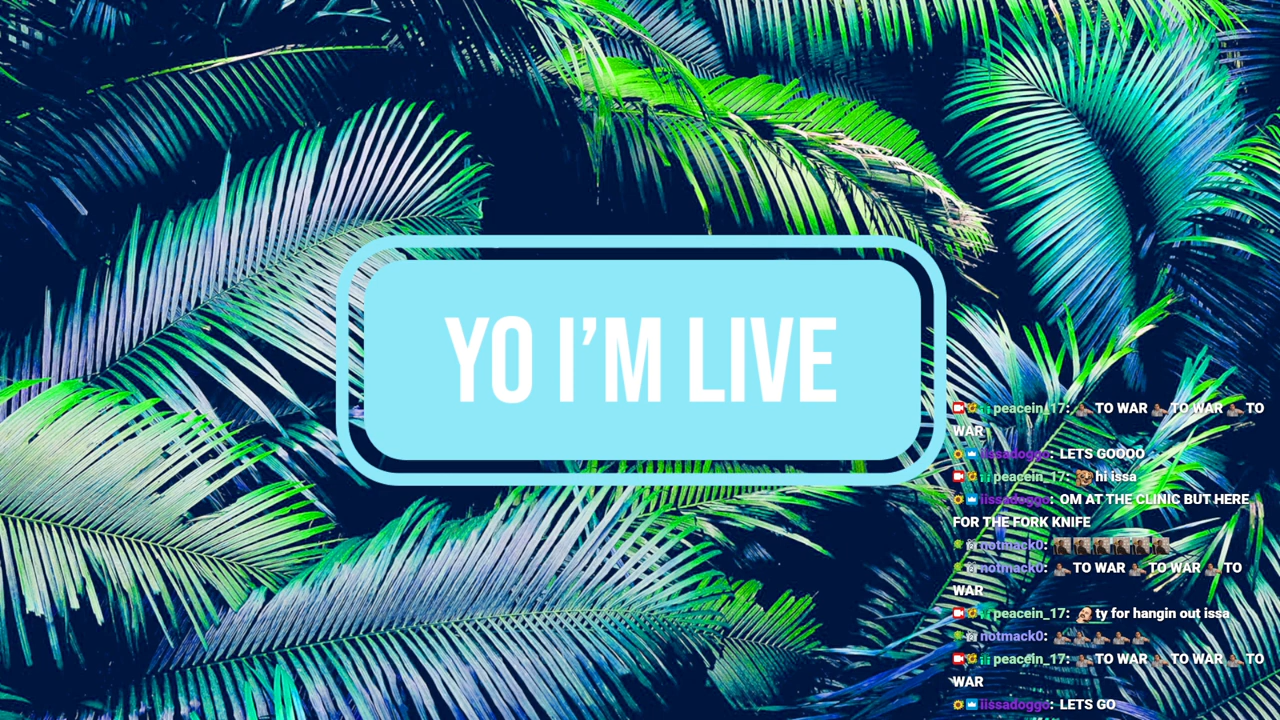 YO I'M LIVE
peacein_17: TO WAR TO WAR TO
WAR
iissadoggo: LETS GOOOO
peacein_17: hi issa
iissadoggo: OM AT THE CLINIC BUT HERE
FOR THE FORK KNIFE
notmack0:
notmack0: TO WAR TO WAR TO
WAR
peacein_17: ty for hangin out issa
notmack0:
peacein_17: TO WAR TO WAR TO
WAR
iissadoggo: LETS GO